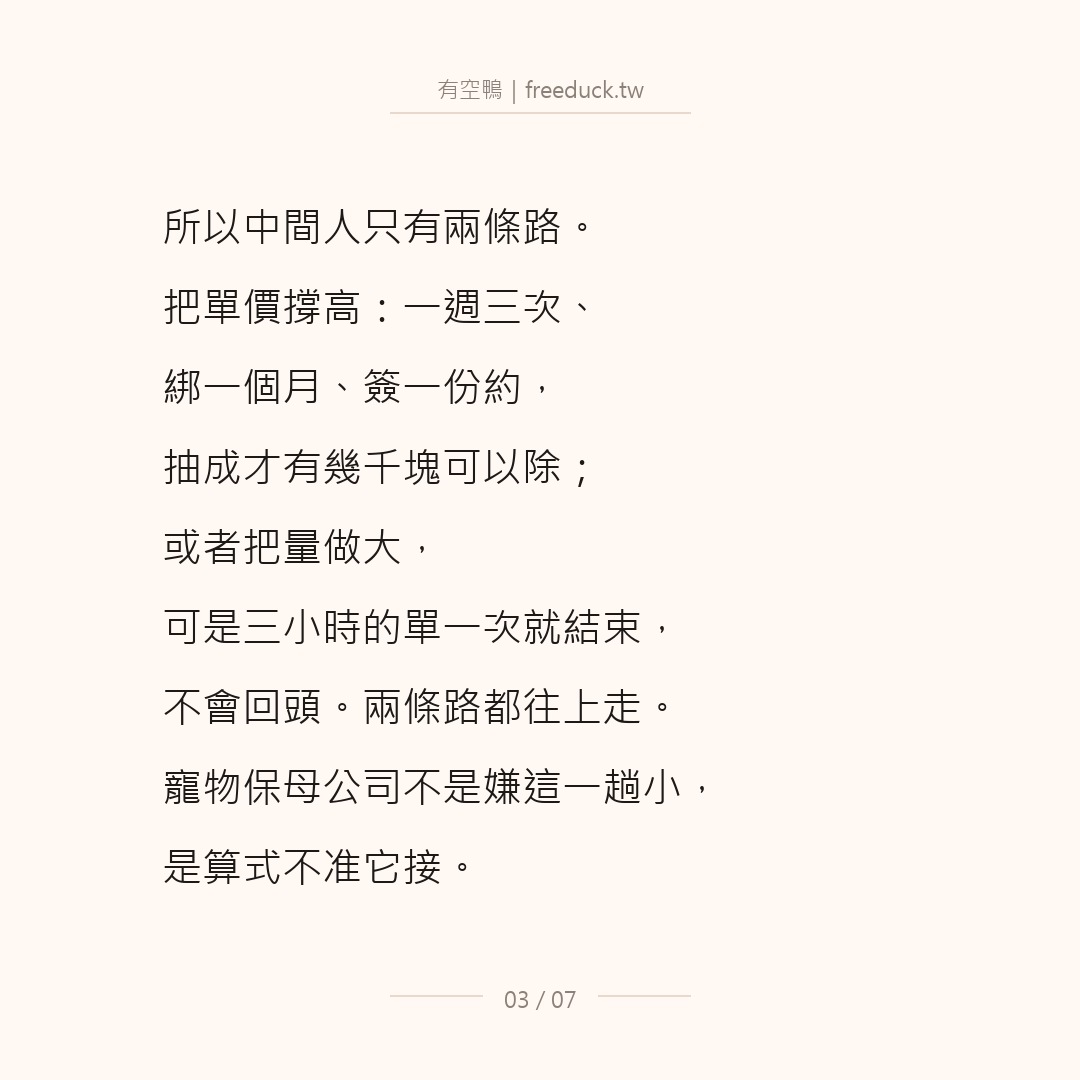 有空鴨 | freeduck.tw
所以中間人只有兩條路。
把單價撐高：一週三次、
綁一個月、簽一份約，
抽成才有幾千塊可以除；
或者把量做大，
可是三小時的單一次就結束，
不會回頭。兩條路都往上走。
寵物保母公司不是嫌這一趟小，
是算式不准它接。
03 / 07